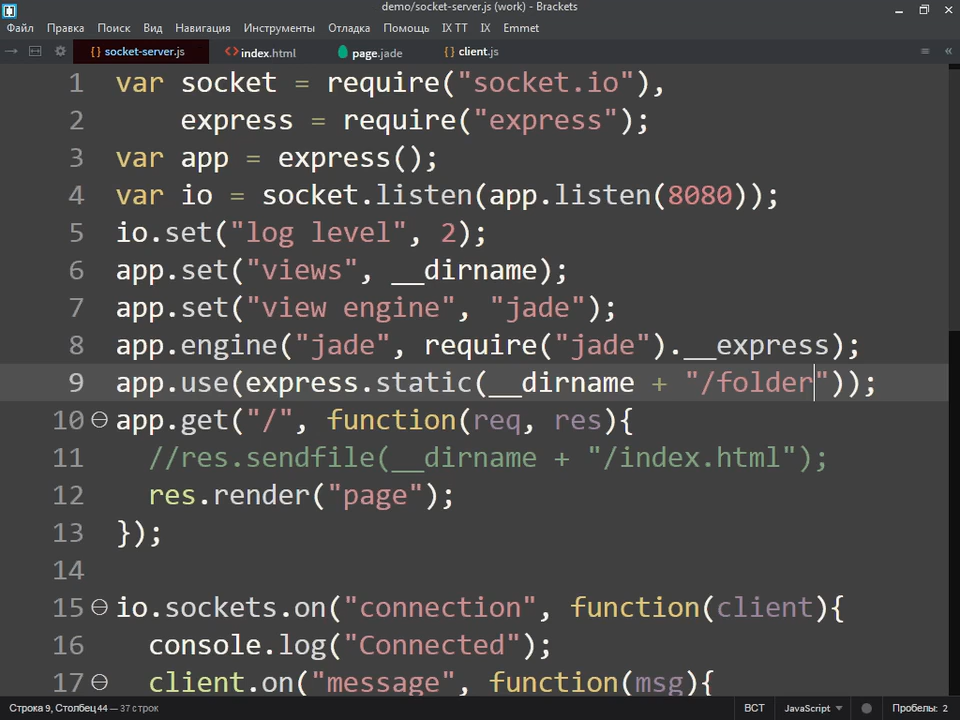 demo/socket-server.js (work) - Brackets
Файл Правка Поиск Вид Навигация Инструменты Отладка Помощь IX TT IX Emmet
{} socket-server.js <> index.html page.jade {} client.js
1 var socket = require("socket.io"),
2 express = require("express");
3 var app = express();
4 var io = socket.listen(app.listen(8080));
5 io.set("log level", 2);
6 app.set("views", __dirname);
7 app.set("view engine", "jade");
8 app.engine("jade", require("jade").__express);
9 app.use(express.static(__dirname + "/folder"));
10 app.get("/", function(req, res){
11 //res.sendfile(__dirname + "/index.html");
12 res.render("page");
13 });
14
15 io.sockets.on("connection", function(client){
16 console.log("Connected");
17 client.on("message", function(msg){
Строка 9, Столбец 44 — 37 строк ВСТ JavaScript Пробелы: 2